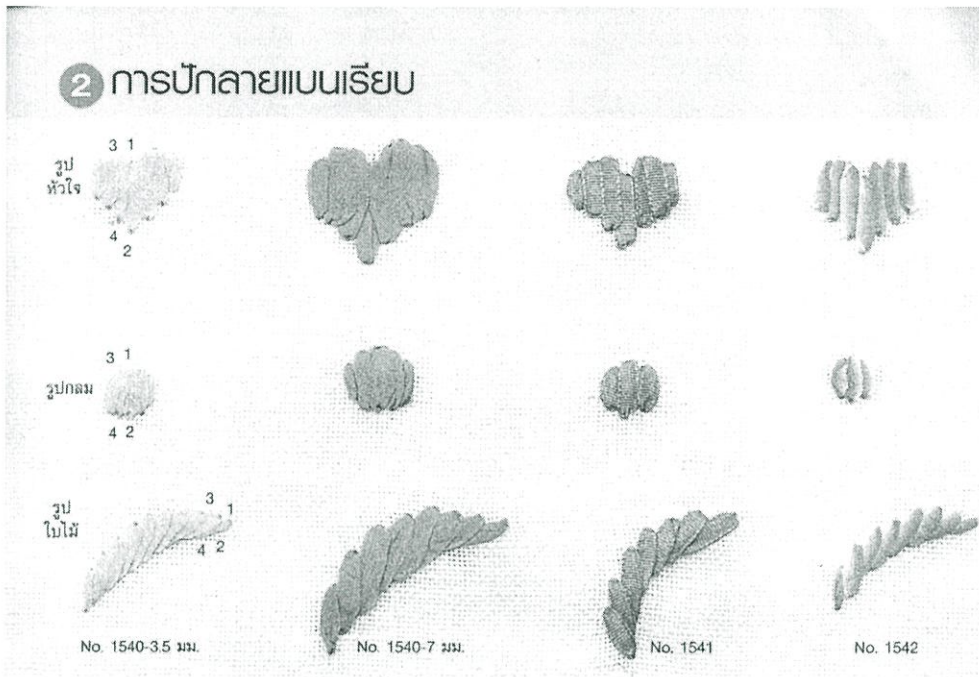 2 การปักลายแบนเรียบ
3 1
รูป
หัวใจ
4
2
3 1
รูปกลม
4 2
รูป
ใบไม้
3
1
4 2
No. 1540-3.5 มม.
No. 1540-7 มม.
No. 1541
No. 1542